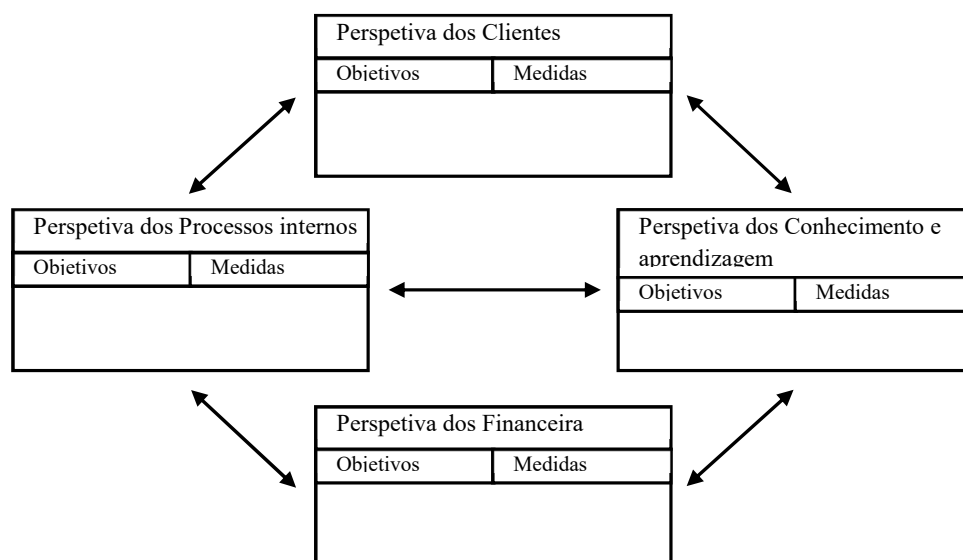 Perspetiva dos Clientes
Objetivos Medidas
Perspetiva dos Processos internos
Objetivos Medidas
Perspetiva dos Conhecimento e
aprendizagem
Objetivos Medidas
Perspetiva dos Financeira
Objetivos Medidas